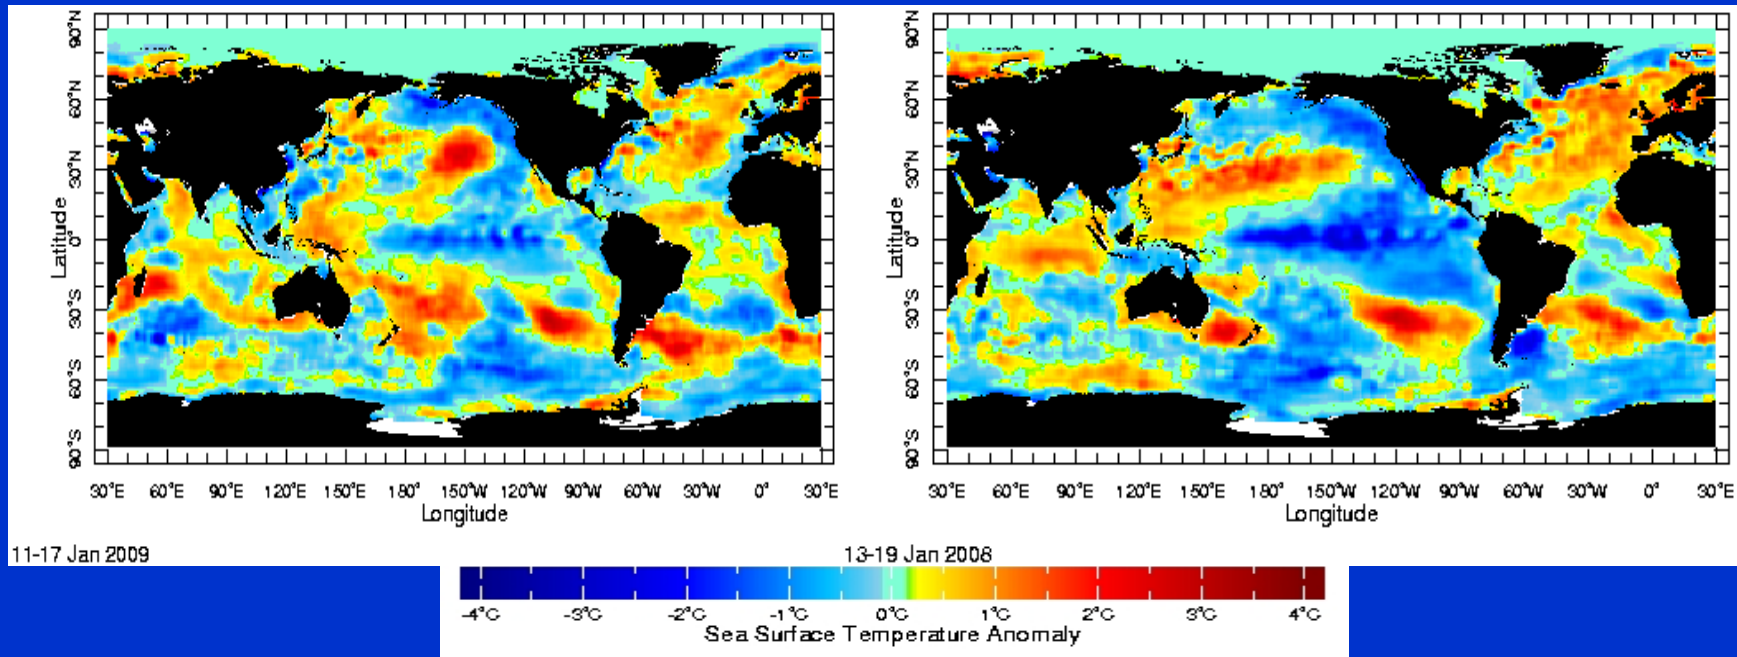 90°N
60°N
30°N
0°
30°S
60°S
90°S
Latitude
30°E 60°E 90°E 120°E 150°E 180° 150°W 120°W 90°W 60°W 30°W 0° 30°E
Longitude
11-17 Jan 2009
90°N
60°N
30°N
0°
30°S
60°S
90°S
Latitude
30°E 60°E 90°E 120°E 150°E 180° 150°W 120°W 90°W 60°W 30°W 0° 30°E
Longitude
13-19 Jan 2008
-4°C -3°C -2°C -1°C 0°C 1°C 2°C 3°C 4°C
Sea Surface Temperature Anomaly